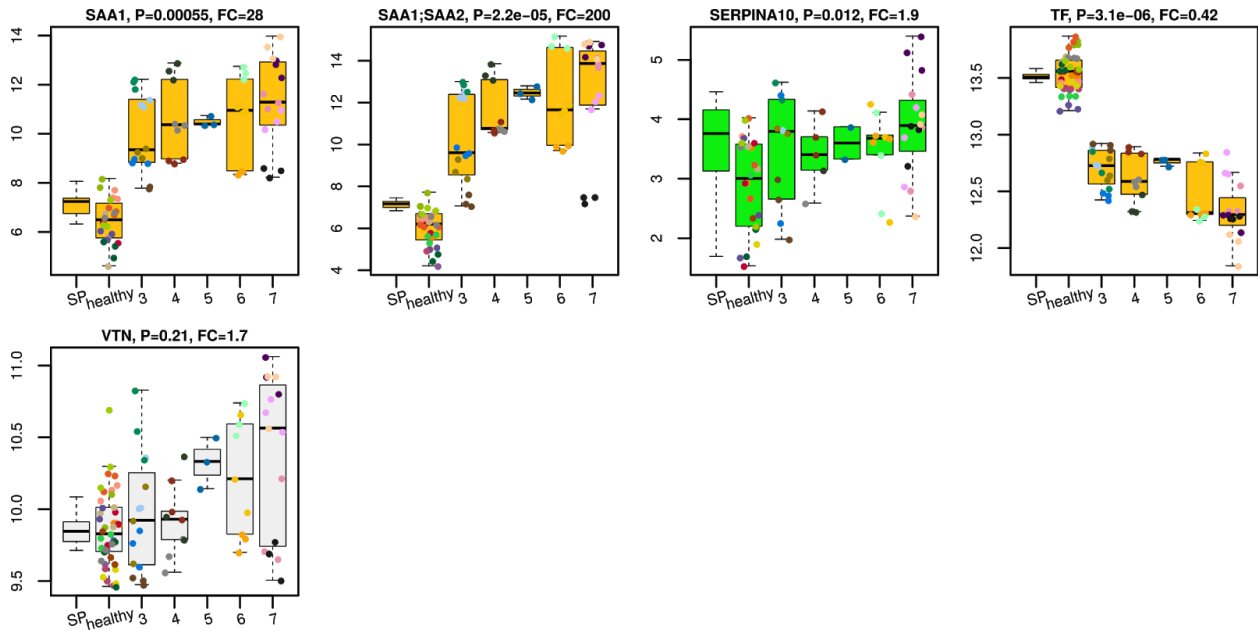 SAA1, P=0.00055, FC=28
14
12
10
8
6
SP healthy 3 4 5 6 7
SAA1;SAA2, P=2.2e-05, FC=200
14
12
10
8
6
4
SP healthy 3 4 5 6 7
SERPINA10, P=0.012, FC=1.9
5
4
3
2
SP healthy 3 4 5 6 7
TF, P=3.1e-06, FC=0.42
13.5
13.0
12.5
12.0
SP healthy 3 4 5 6 7
VTN, P=0.21, FC=1.7
11.0
10.5
10.0
9.5
SP healthy 3 4 5 6 7